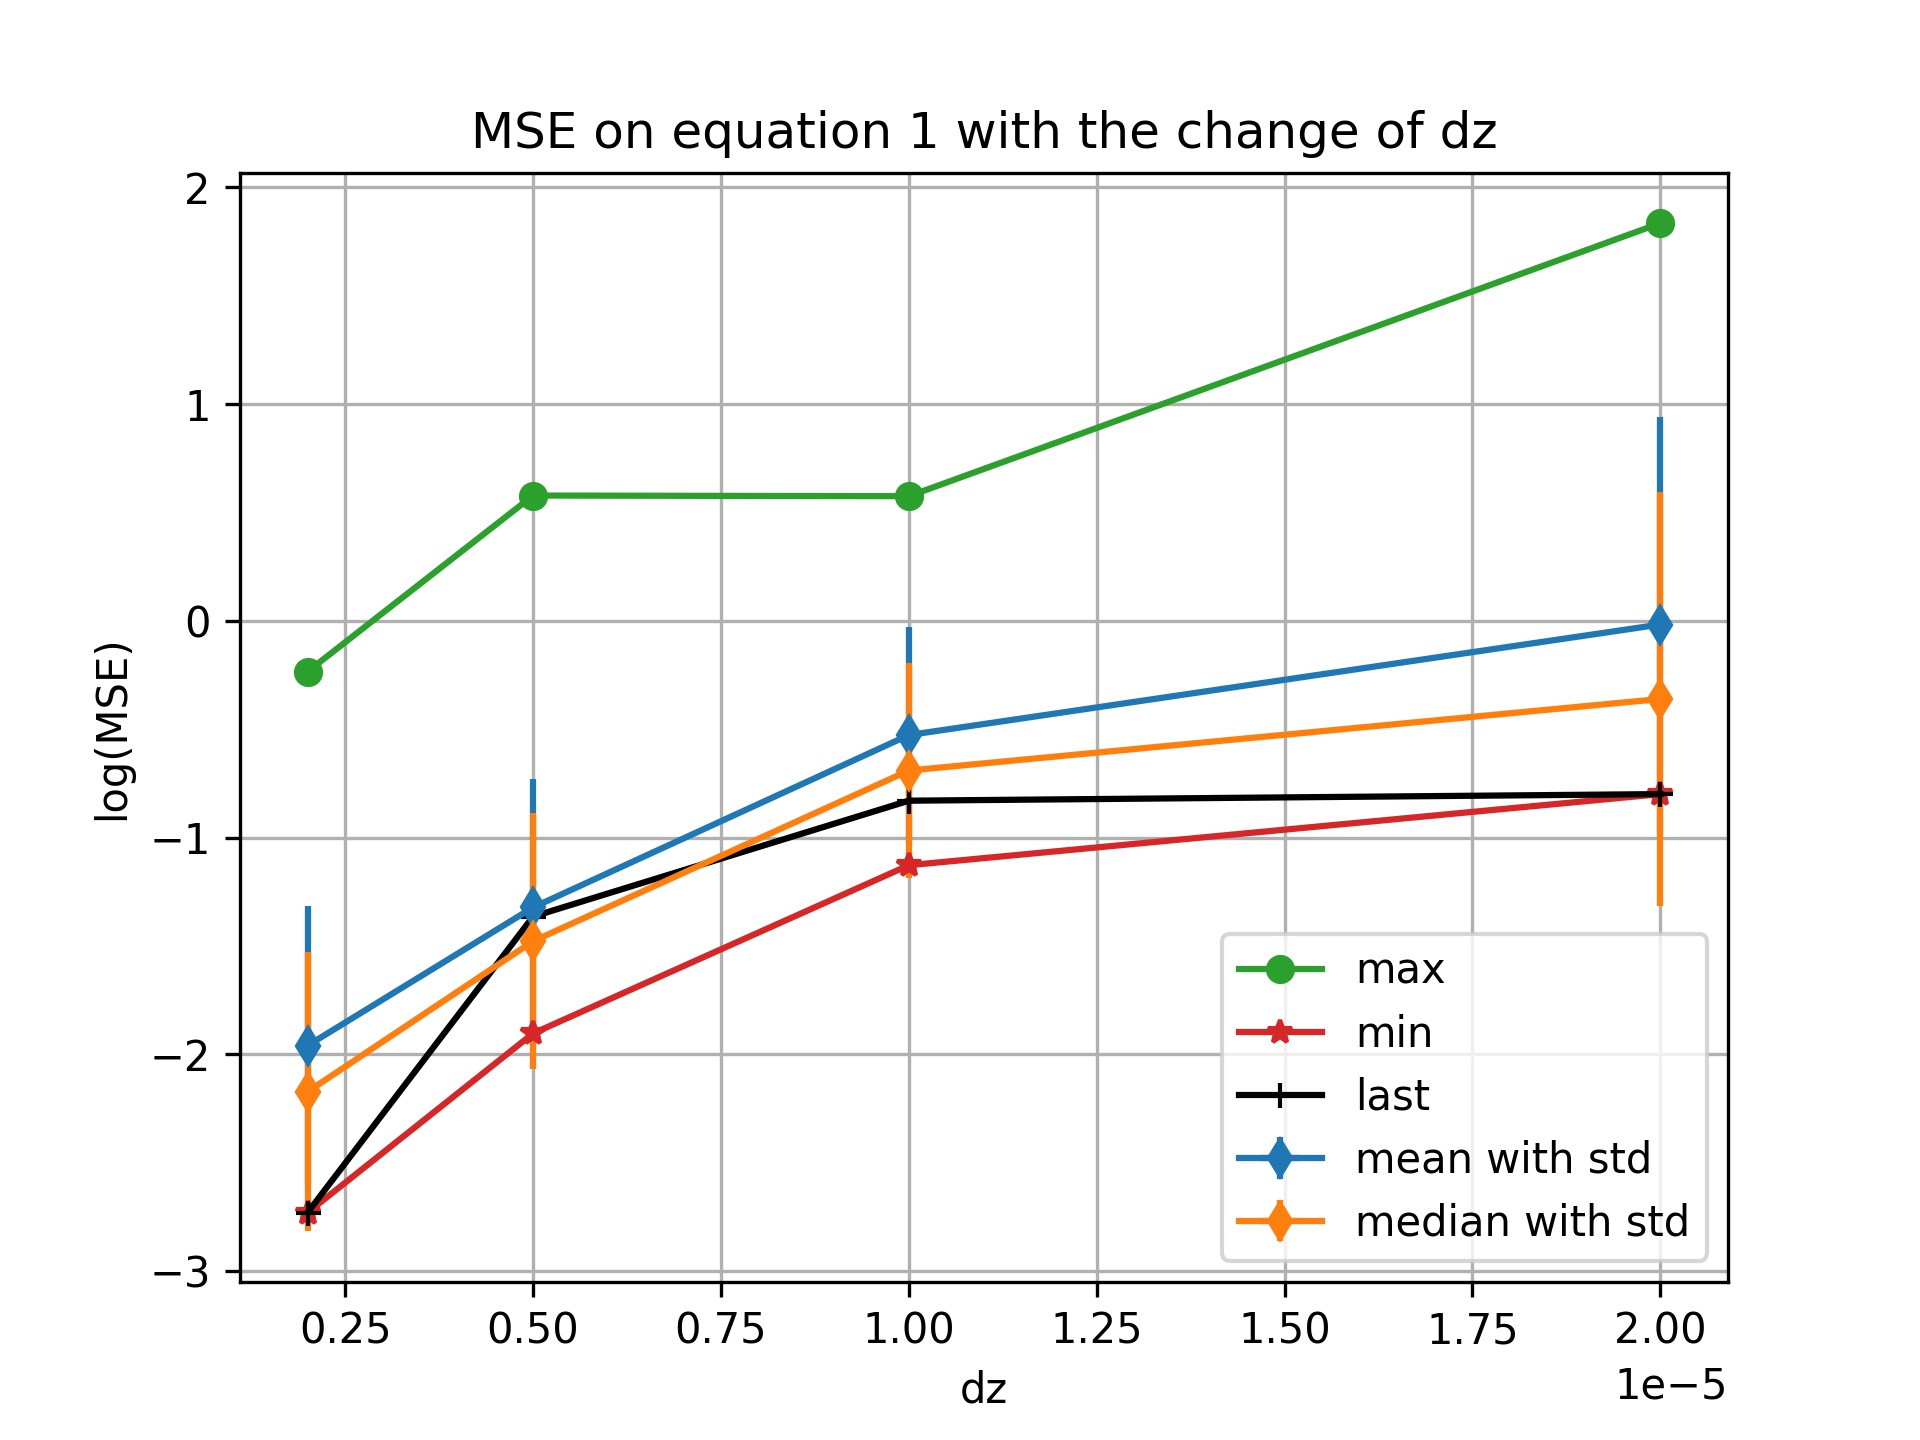 MSE on equation 1 with the change of dz
2
1
0
−1
−2
−3
log(MSE)
max
min
last
mean with std
median with std
0.25 0.50 0.75 1.00 1.25 1.50 1.75 2.00
dz
1e−5